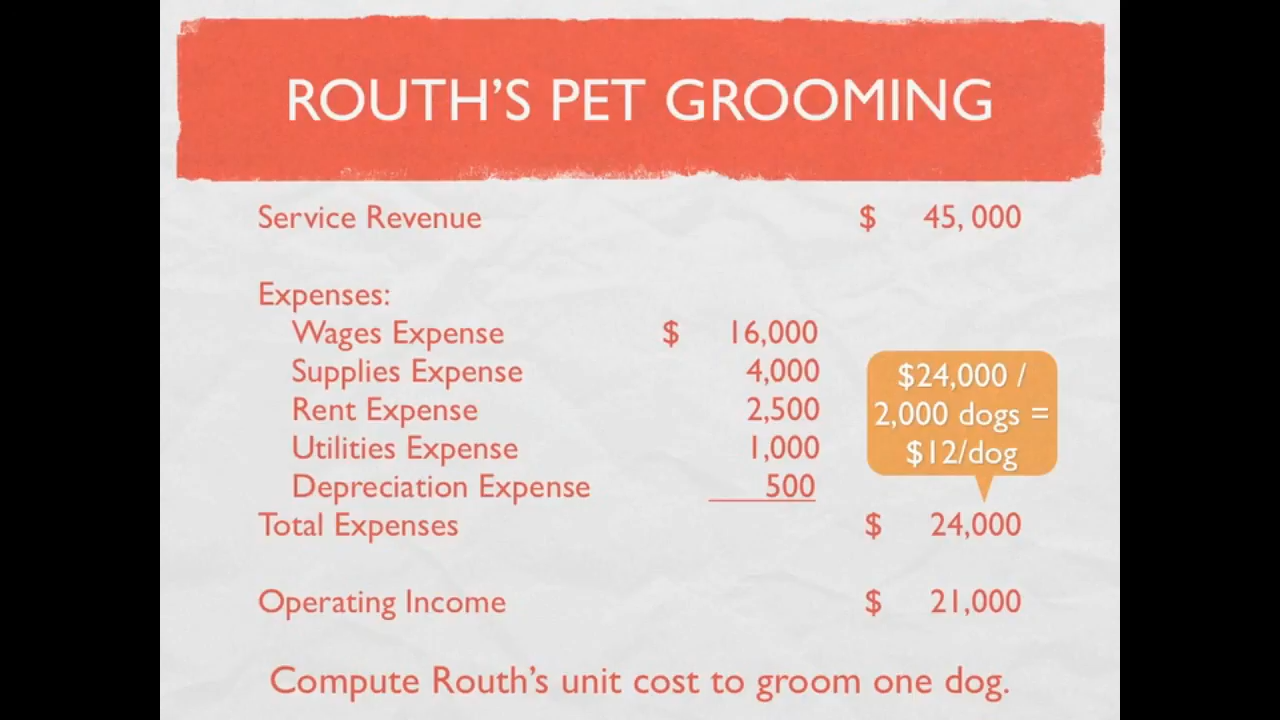 ROUTH'S PET GROOMING
Service Revenue $ 45, 000
Expenses:
Wages Expense $ 16,000
Supplies Expense 4,000
Rent Expense 2,500
Utilities Expense 1,000
Depreciation Expense 500
$24,000 /
2,000 dogs =
$12/dog
Total Expenses $ 24,000
Operating Income $ 21,000
Compute Routh's unit cost to groom one dog.